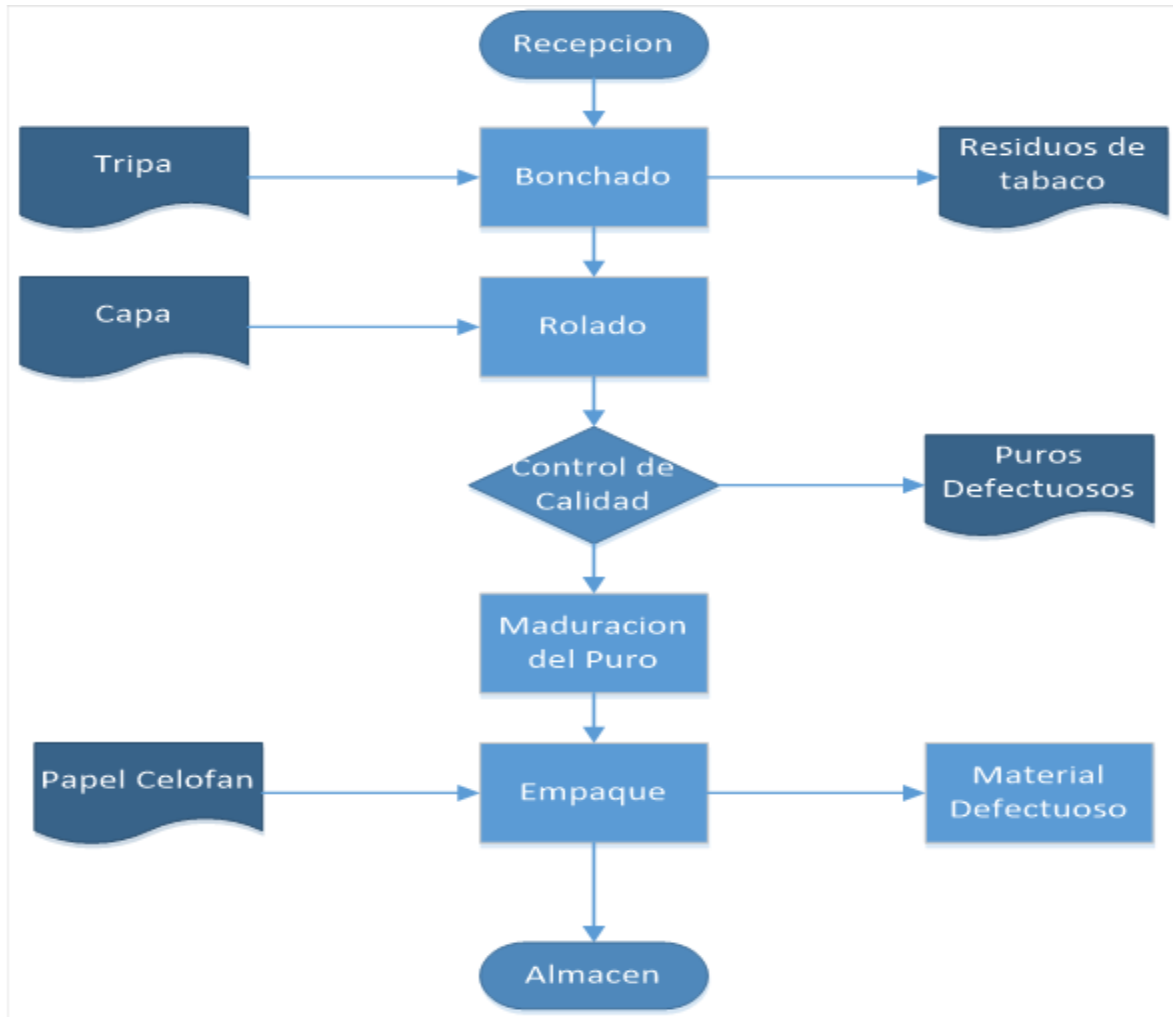 Recepcion
Tripa
Bonchado
Residuos de
tabaco
Capa
Rolado
Control de
Calidad
Puros
Defectuosos
Maduracion
del Puro
Papel Celofan
Empaque
Material
Defectuoso
Almacen